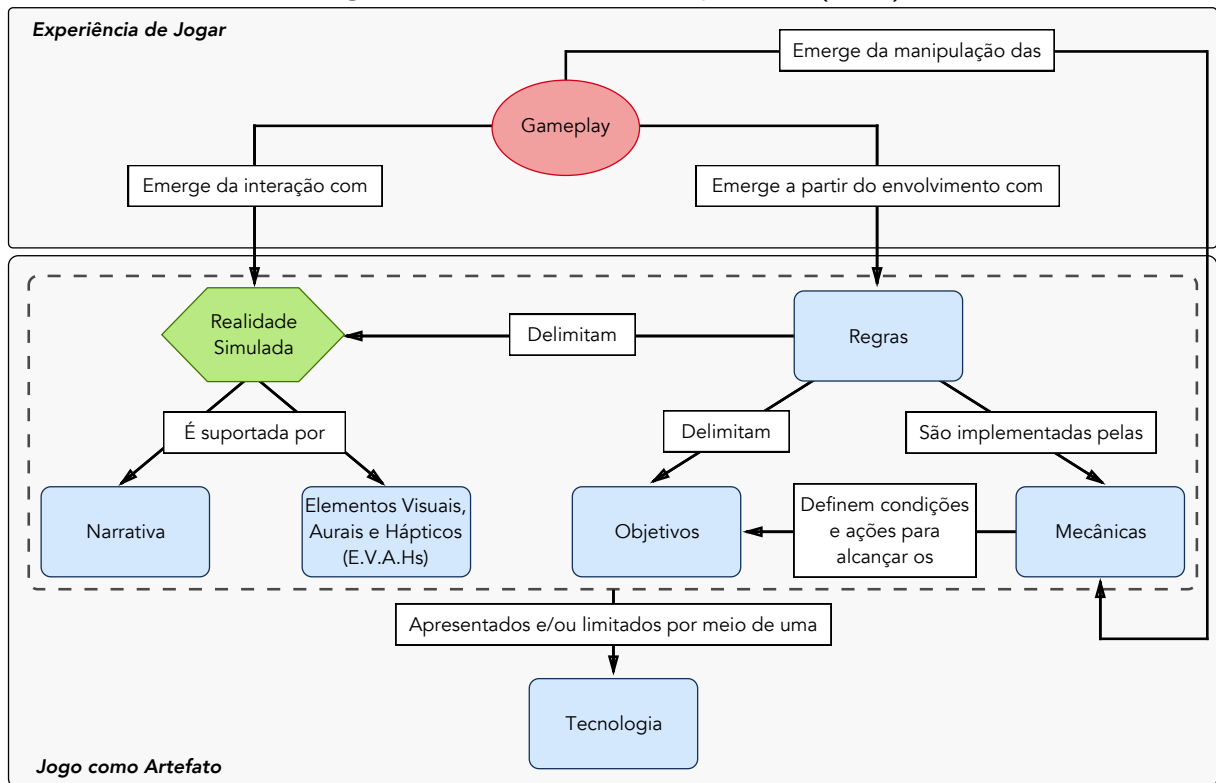 Experiência de Jogar
Emerge da manipulação das
Gameplay
Emerge da interação com
Emerge a partir do envolvimento com
Realidade
Simulada
Delimitam
Regras
É suportada por
Delimitam
São implementadas pelas
Narrativa
Elementos Visuais,
Aurais e Hápticos
(E.V.A.Hs)
Objetivos
Definem condições
e ações para
alcançar os
Mecânicas
Apresentados e/ou limitados por meio de uma
Tecnologia
Jogo como Artefato